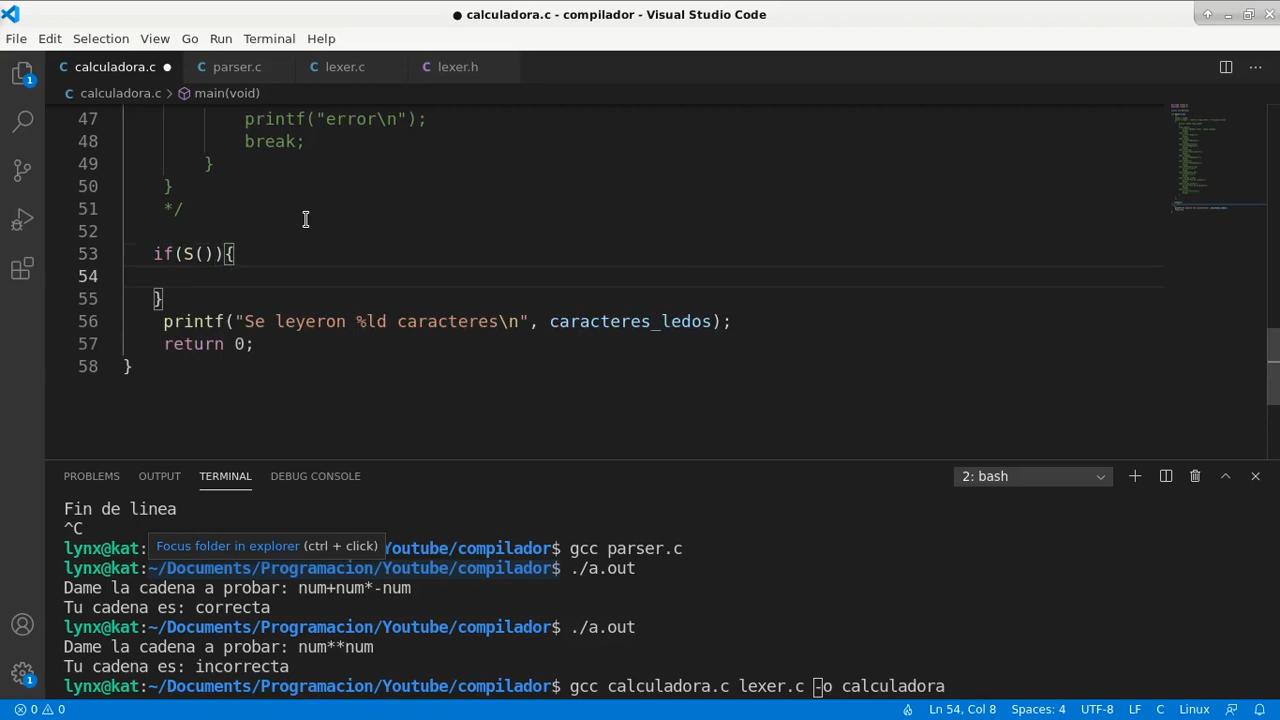 ● calculadora.c - compilador - Visual Studio Code
File Edit Selection View Go Run Terminal Help
C calculadora.c ● C parser.c C lexer.c C lexer.h
C calculadora.c > main(void)
47 printf("error\n");
48 break;
49 }
50 }
51 */
52
53 if(S()){
54
55 }
56 printf("Se leyeron %ld caracteres\n", caracteres_ledos);
57 return 0;
58 }
PROBLEMS OUTPUT TERMINAL DEBUG CONSOLE 2: bash
Fin de linea
^C
Focus folder in explorer (ctrl + click)
lynx@kat: Youtube/compilador$ gcc parser.c
lynx@kat:~/Documents/Programacion/Youtube/compilador$ ./a.out
Dame la cadena a probar: num+num*-num
Tu cadena es: correcta
lynx@kat:~/Documents/Programacion/Youtube/compilador$ ./a.out
Dame la cadena a probar: num**num
Tu cadena es: incorrecta
lynx@kat:~/Documents/Programacion/Youtube/compilador$ gcc calculadora.c lexer.c -o calculadora
1
1
0 0 Ln 54, Col 8 Spaces: 4 UTF-8 LF C Linux